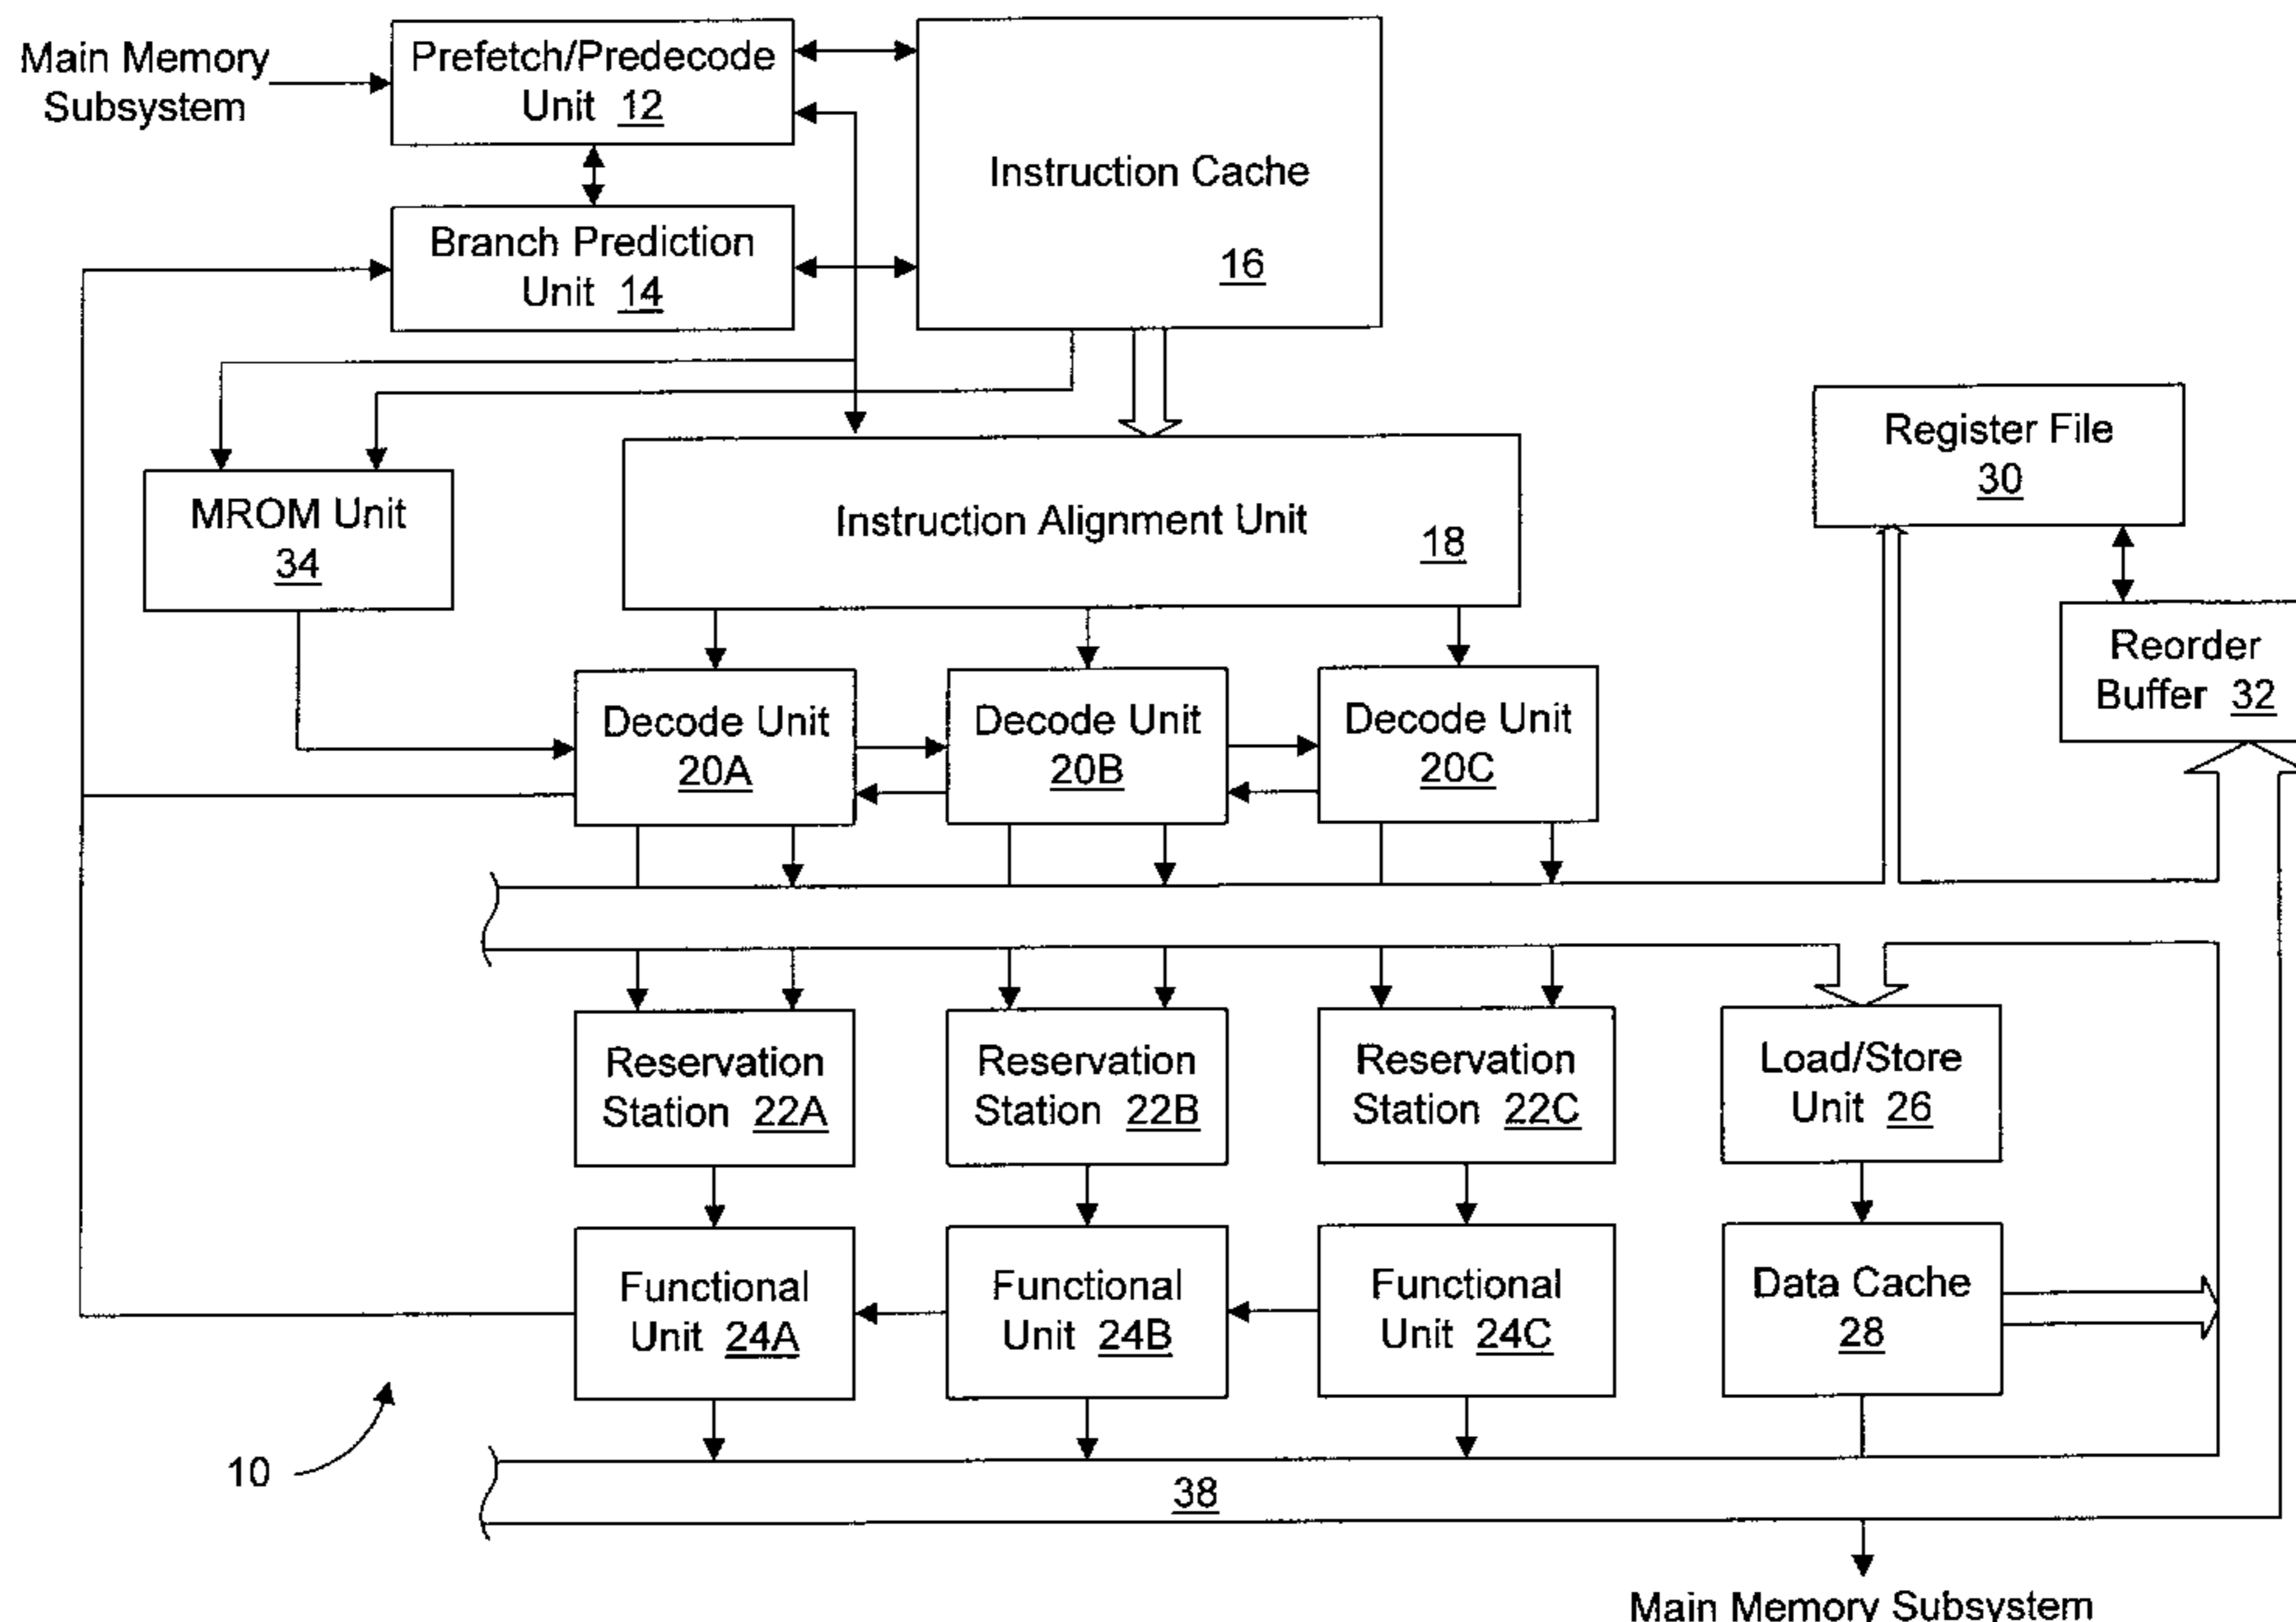 Main Memory
Subsystem
Prefetch/Predecode
Unit 12
Instruction Cache
16
Branch Prediction
Unit 14
Register File
30
MROM Unit
34
Instruction Alignment Unit
18
Reorder
Buffer 32
Decode Unit
20A
Decode Unit
20B
Decode Unit
20C
Reservation
Station 22A
Reservation
Station 22B
Reservation
Station 22C
Load/Store
Unit 26
Functional
Unit 24A
Functional
Unit 24B
Functional
Unit 24C
Data Cache
28
10
38
Main Memory Subsystem